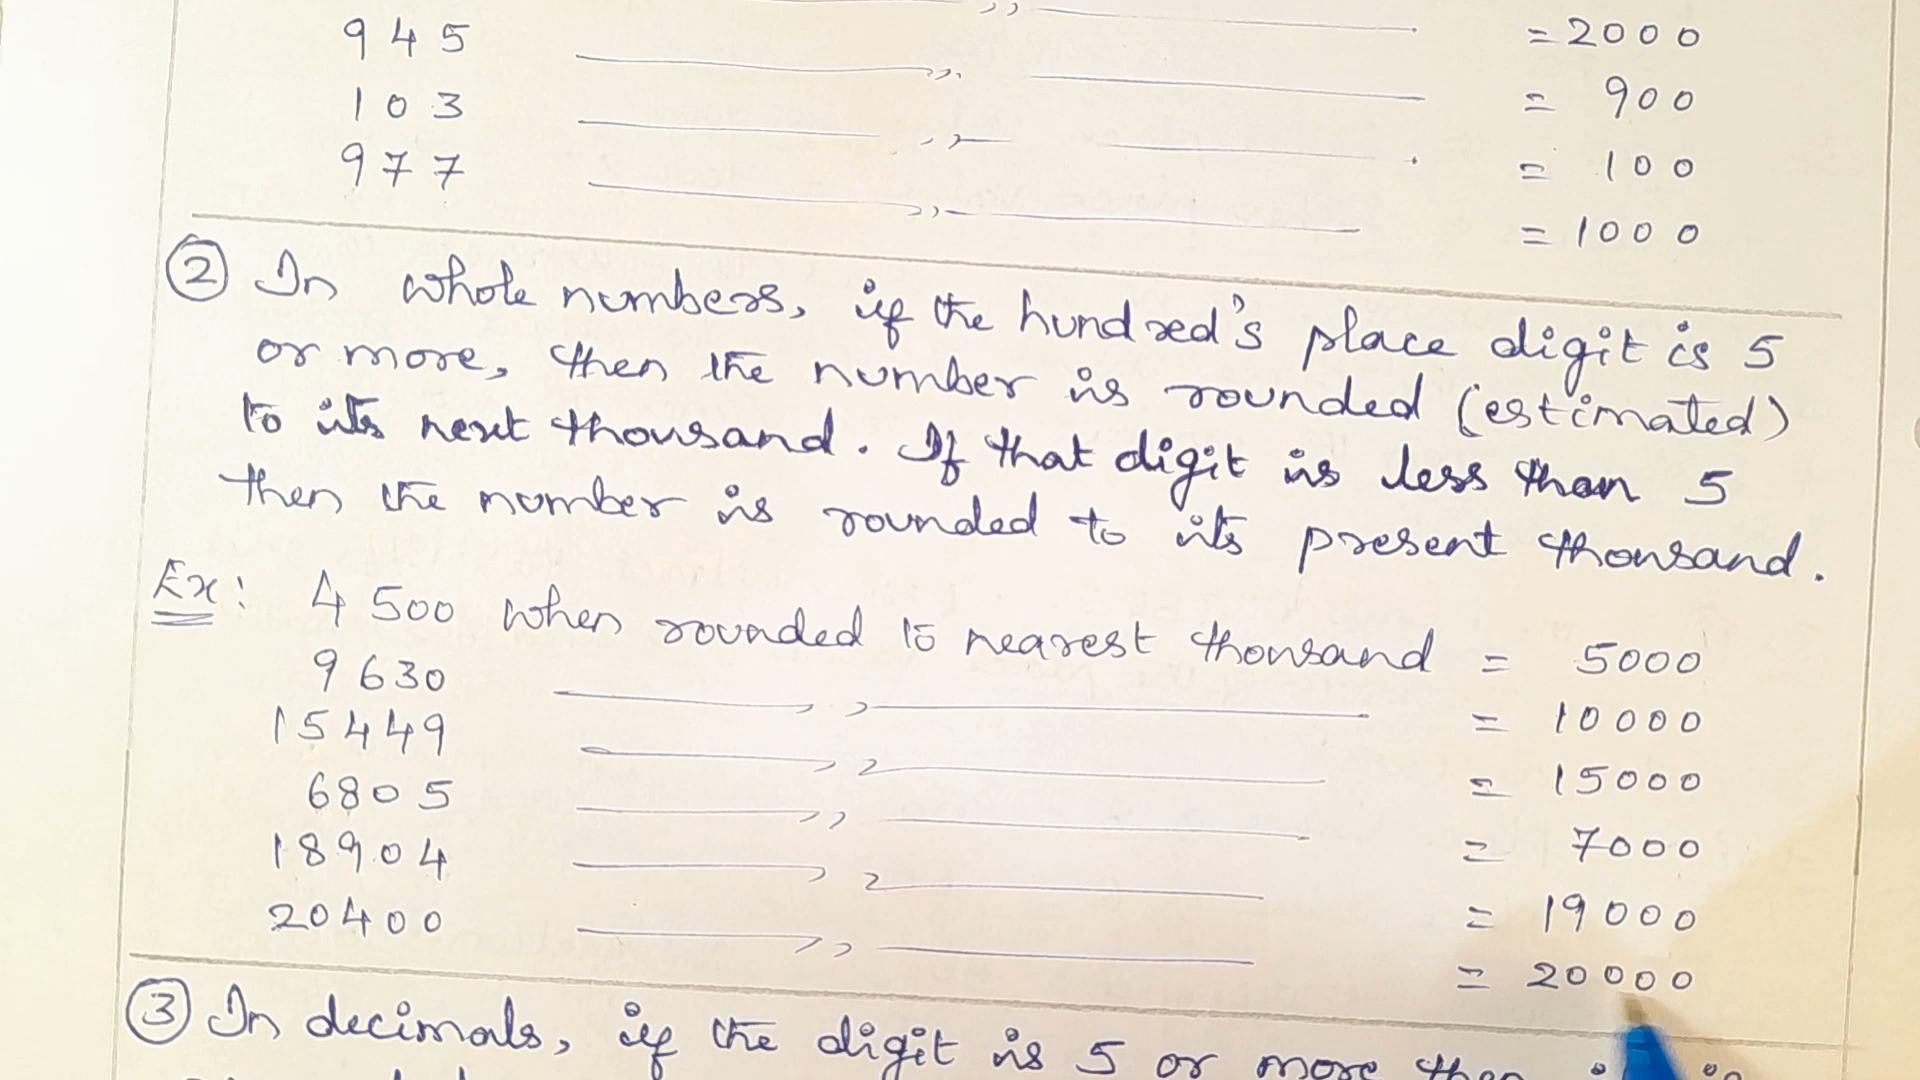 ,, = 2000
945 ,, = 900
103 ,, = 100
977 ,, = 1000
② In whole numbers, if the hundred's place digit is 5
or more, then the number is rounded (estimated)
to its next thousand. If that digit is less than 5
then the number is rounded to its present thousand.
Ex: 4500 when rounded to nearest thousand = 5000
9630 ,, = 10000
15449 ,, = 15000
6805 ,, = 7000
18904 ,, = 19000
20400 ,, = 20000
③ In decimals, if the digit is 5 or more then